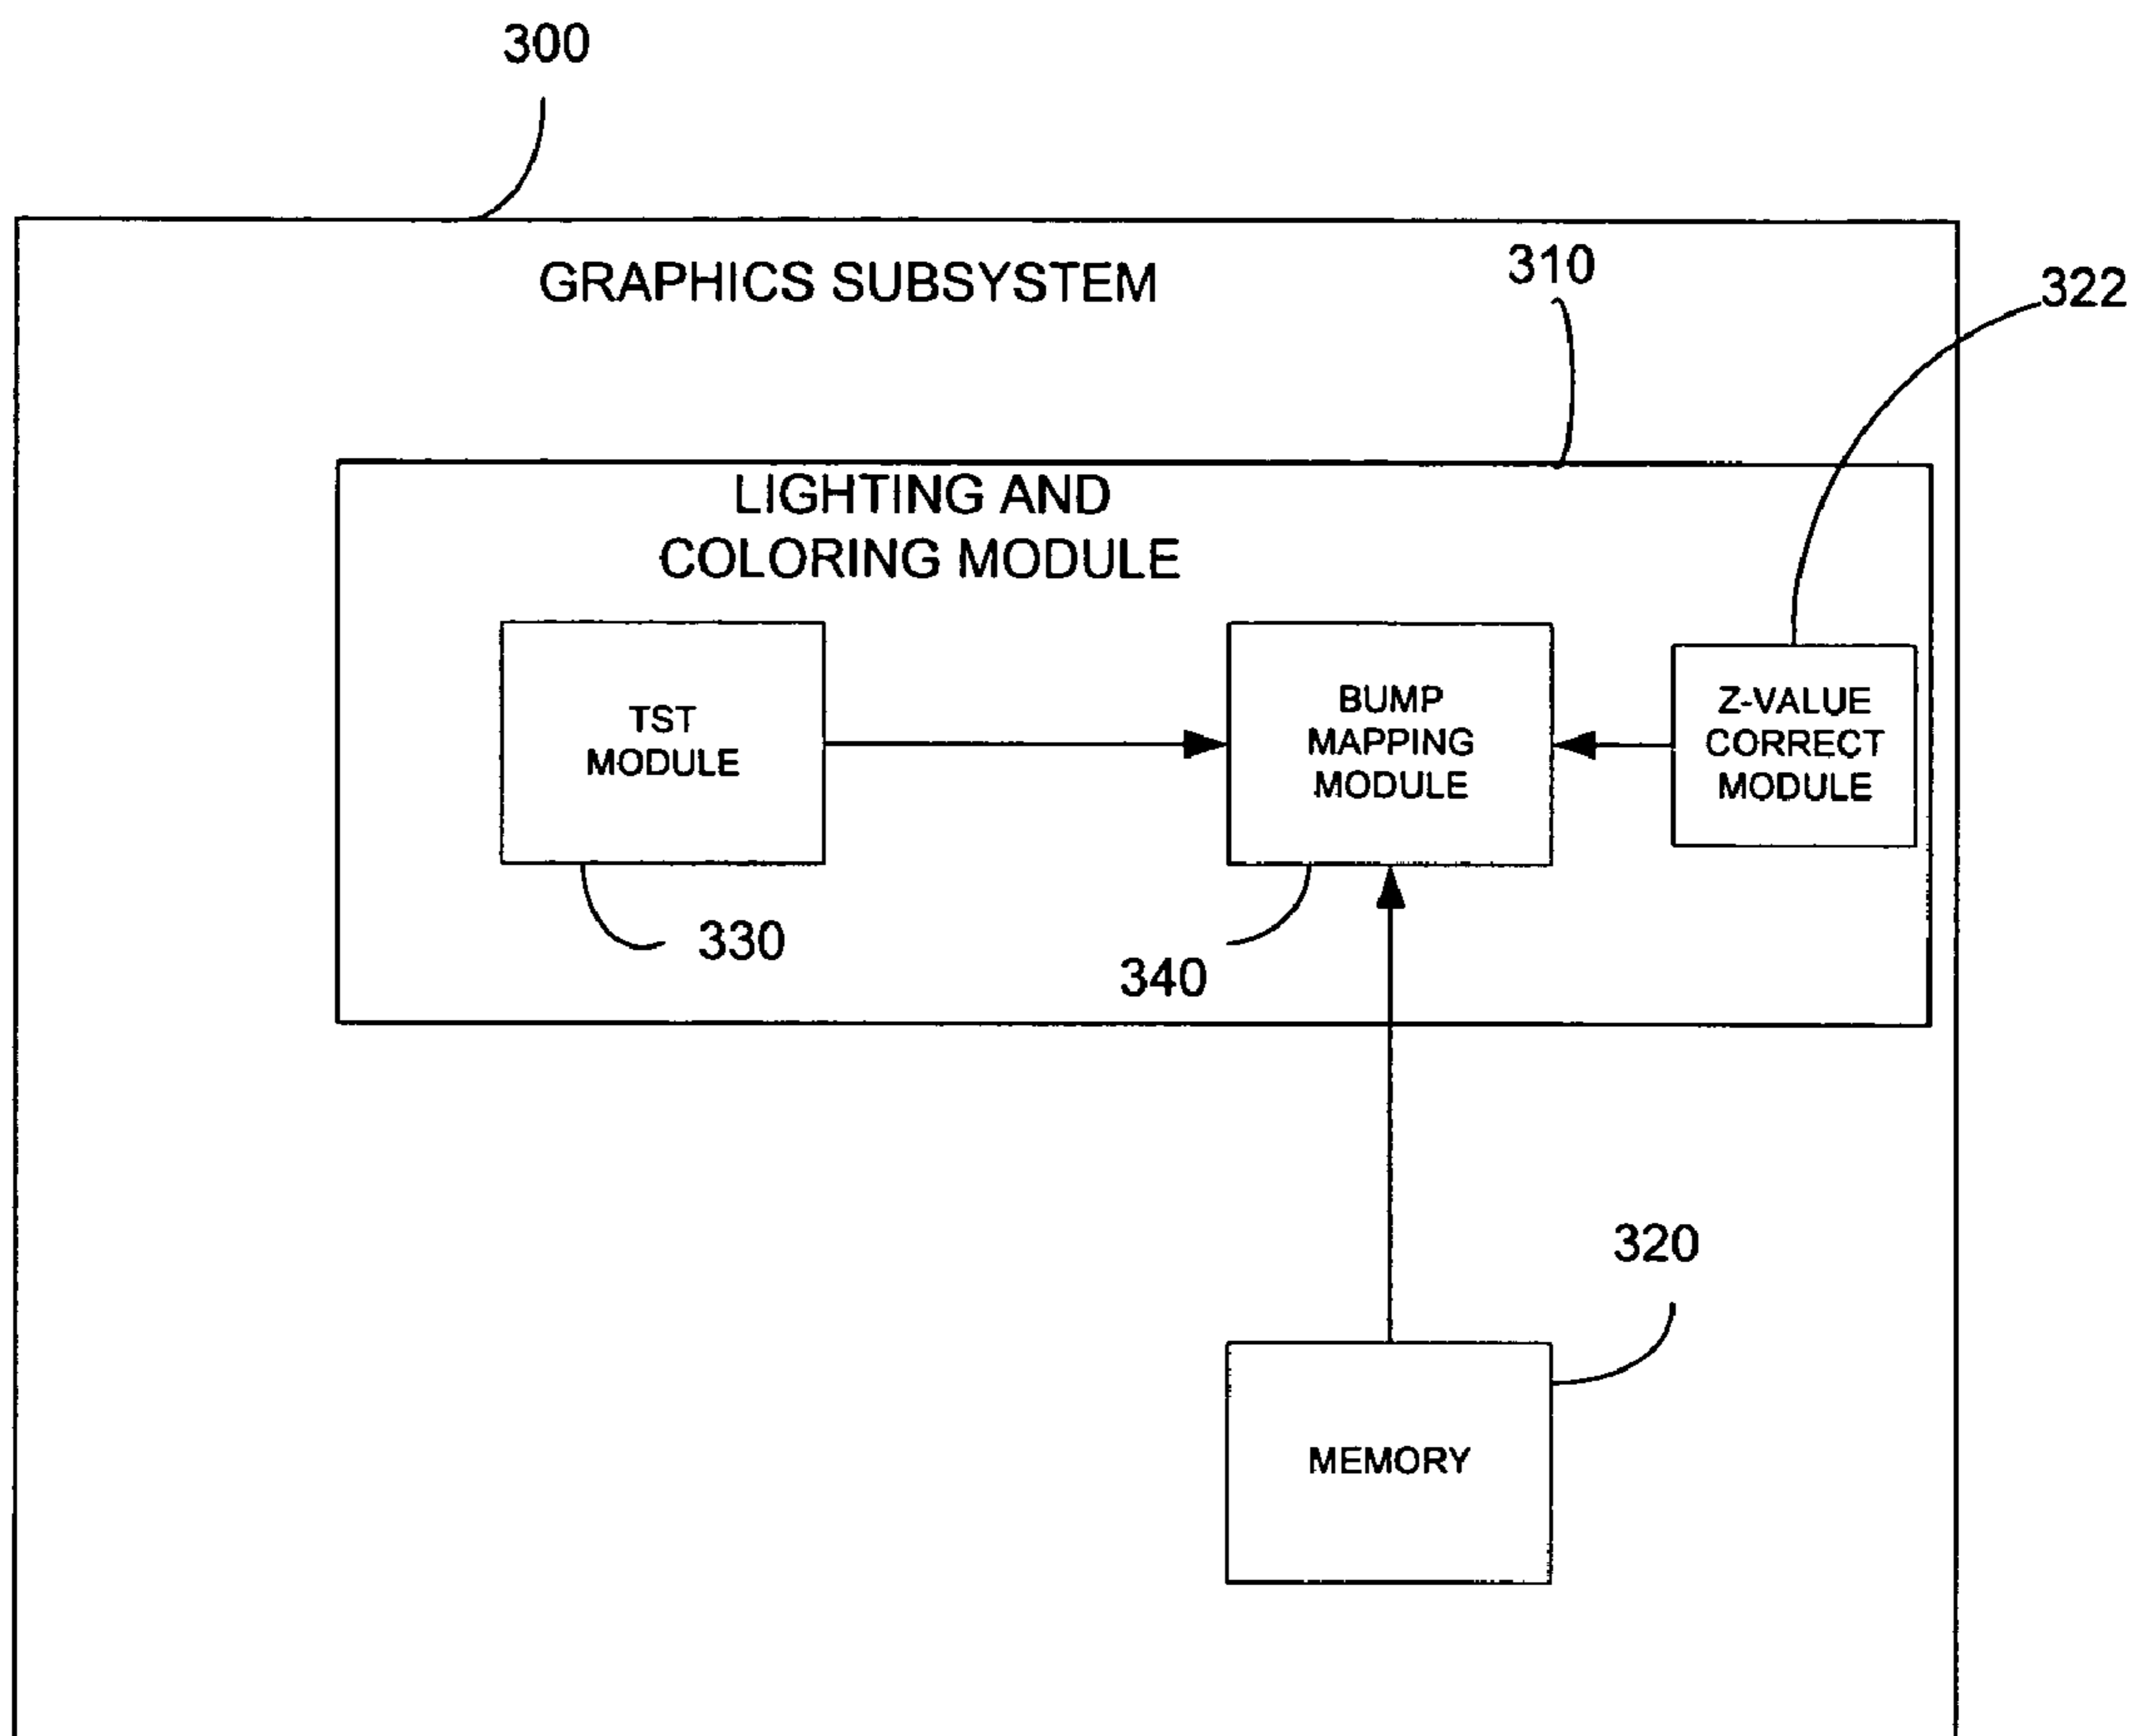 300
GRAPHICS SUBSYSTEM
310
322
LIGHTING AND
COLORING MODULE
TST
MODULE
BUMP
MAPPING
MODULE
Z-VALUE
CORRECT
MODULE
330
340
320
MEMORY